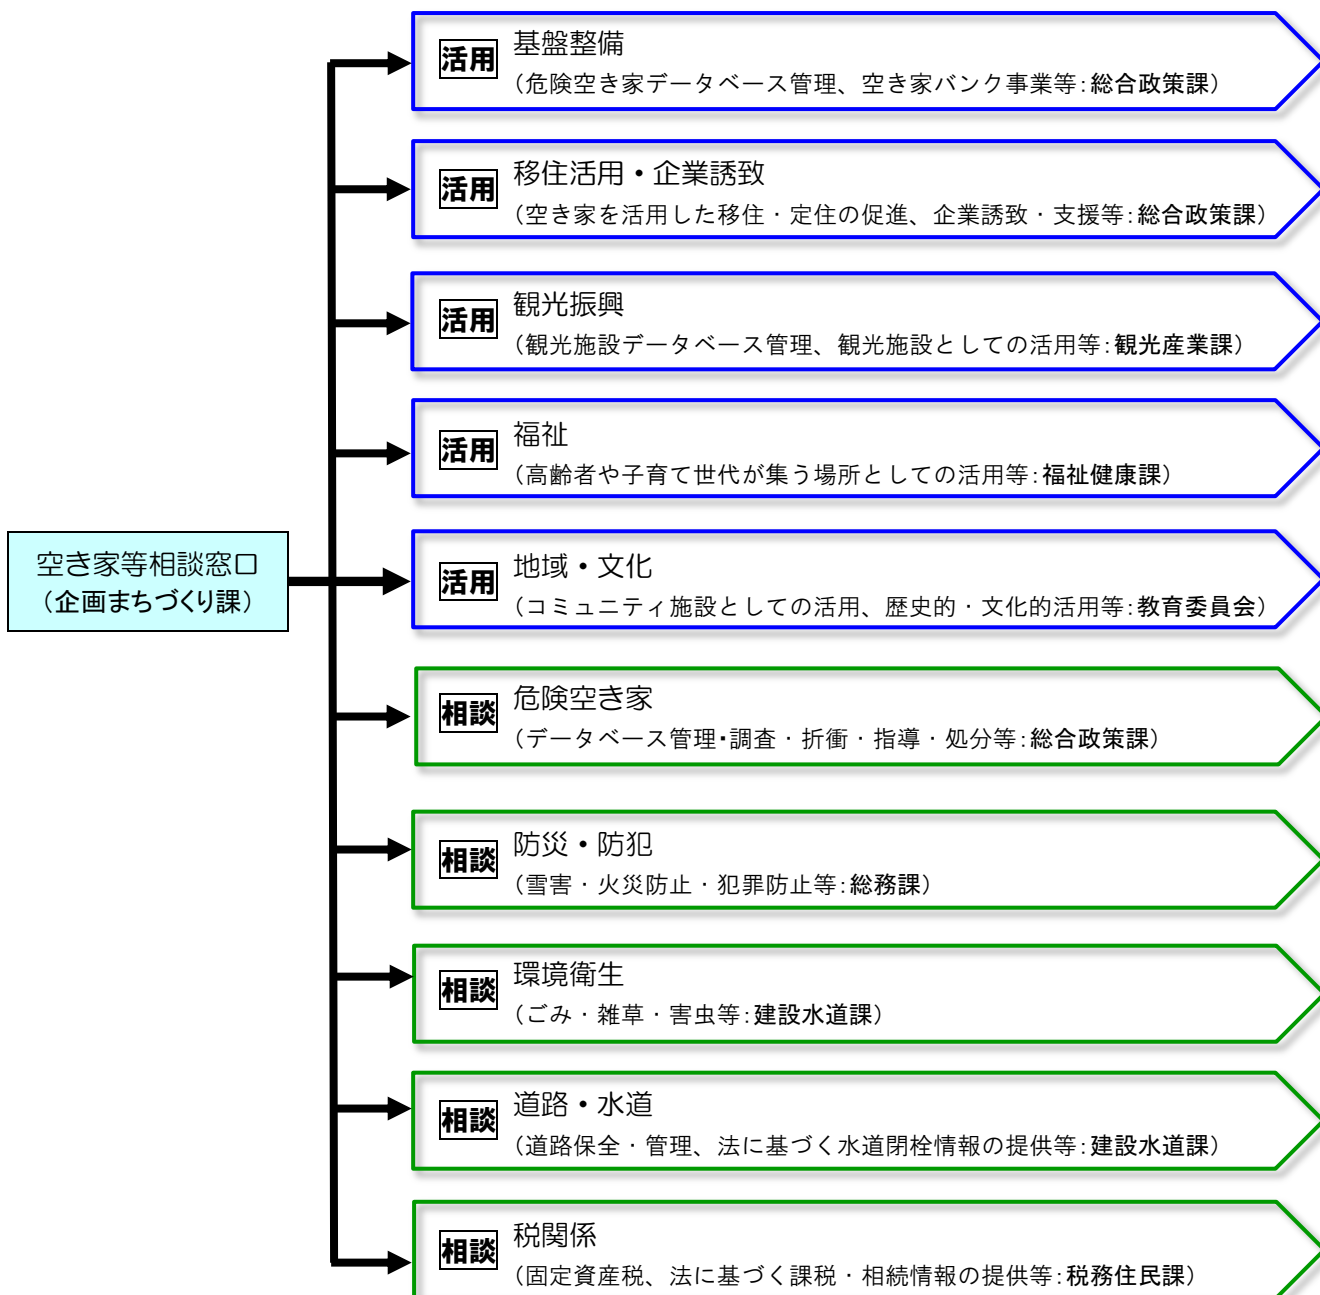 活用 基盤整備
（危険空き家データベース管理、空き家バンク事業等：総合政策課）
活用 移住活用・企業誘致
（空き家を活用した移住・定住の促進、企業誘致・支援等：総合政策課）
活用 観光振興
（観光施設データベース管理、観光施設としての活用等：観光産業課）
活用 福祉
（高齢者や子育て世代が集う場所としての活用等：福祉健康課）
空き家等相談窓口
（企画まちづくり課）
活用 地域・文化
（コミュニティ施設としての活用、歴史的・文化的活用等：教育委員会）
相談 危険空き家
（データベース管理・調査・折衝・指導・処分等：総合政策課）
相談 防災・防犯
（雪害・火災防止・犯罪防止等：総務課）
相談 環境衛生
（ごみ・雑草・害虫等：建設水道課）
相談 道路・水道
（道路保全・管理、法に基づく水道閉栓情報の提供等：建設水道課）
相談 税関係
（固定資産税、法に基づく課税・相続情報の提供等：税務住民課）